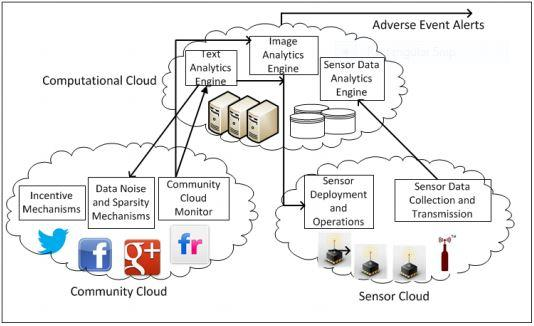 Adverse Event Alerts
Computational Cloud
Text
Analytics
Engine
Image
Analytics
Engine
Sensor Data
Analytics
Engine
Incentive
Mechanisms
Data Noise
and Sparsity
Mechanisms
Community
Cloud
Monitor
Sensor
Deployment
and
Operations
Sensor Data
Collection and
Transmission
f
g+
fr
Community Cloud
Sensor Cloud